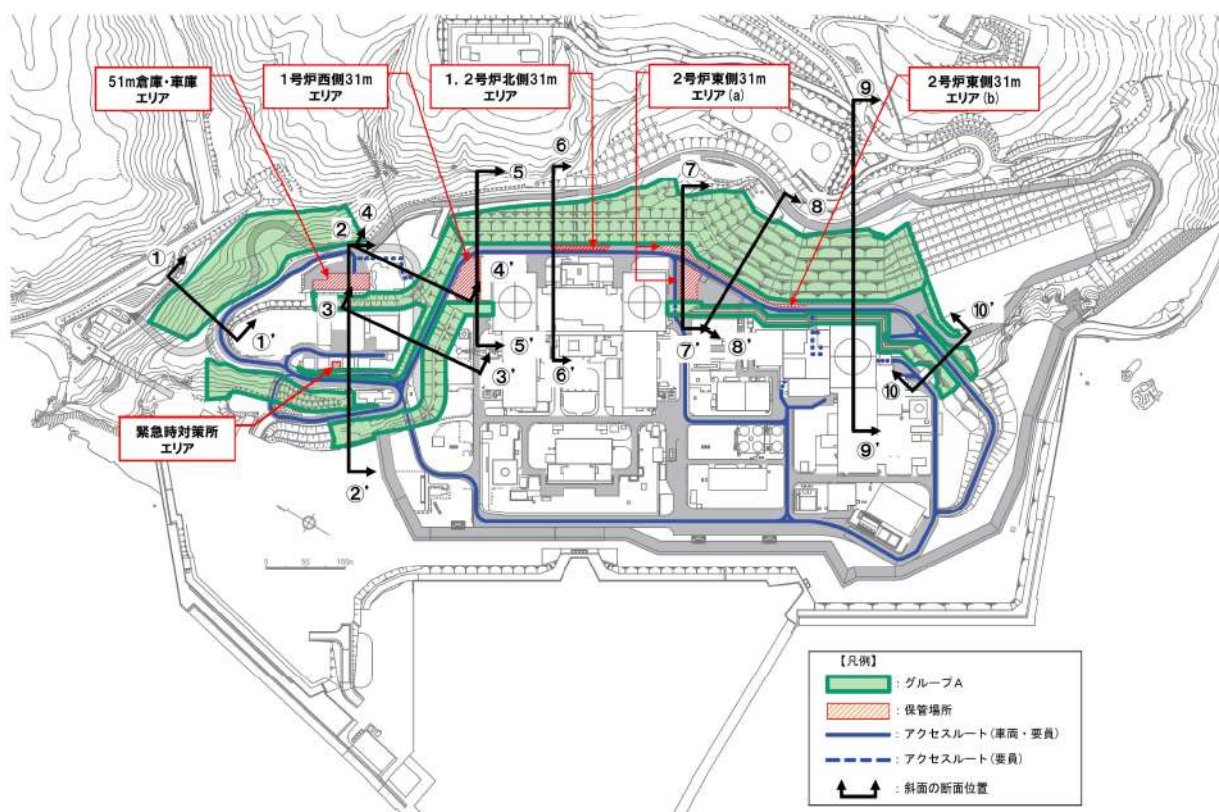 51m倉庫・車庫
エリア
1号炉西側31m
エリア
1,2号炉北側31m
エリア
2号炉東側31m
エリア(a)
2号炉東側31m
エリア(b)
⑨
⑥
⑤
⑦
⑧
④
②
①
③
④'
⑩'
①'
⑤'
③'
⑥'
⑦'
⑧'
⑩
⑨'
緊急時対策所
エリア
②'
0 50 100m
【凡例】
:グループA
:保管場所
:アクセスルート(車両・要員)
:アクセスルート(要員)
:斜面の断面位置